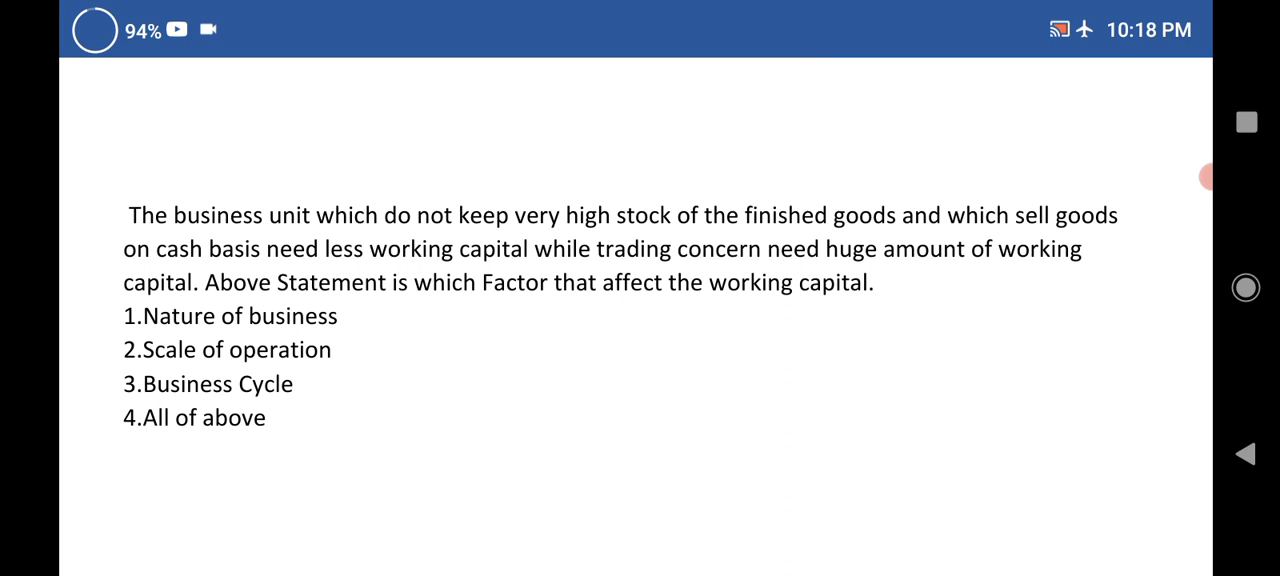 94%
10:18 PM
The business unit which do not keep very high stock of the finished goods and which sell goods
on cash basis need less working capital while trading concern need huge amount of working
capital. Above Statement is which Factor that affect the working capital.
1.Nature of business
2.Scale of operation
3.Business Cycle
4.All of above